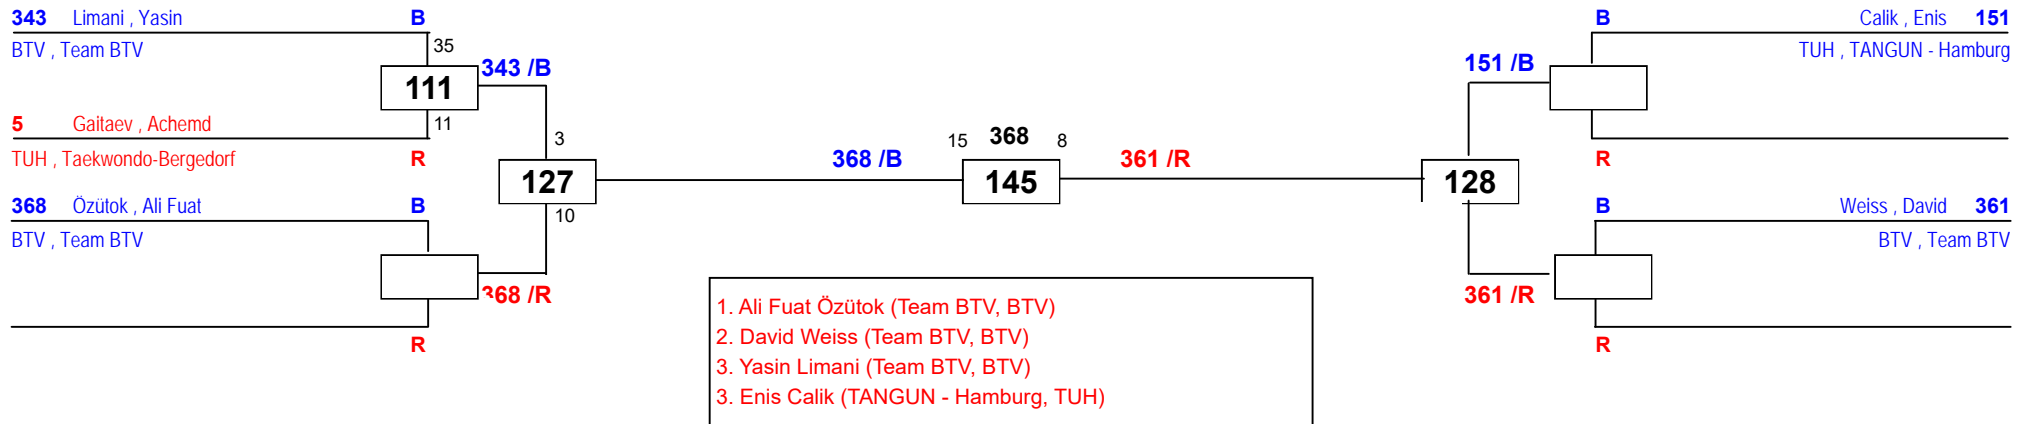 343 Limani , Yasin B
BTV , Team BTV
35
343 /B
111
11
5 Gaitaev , Achemd
TUH , Taekwondo-Bergedorf R
3
127
10
368 Özütok , Ali Fuat B
BTV , Team BTV
368 /R
R
368 /B
15 368 8
145
361 /R
B Calik , Enis 151
TUH , TANGUN - Hamburg
151 /B
R
128
B Weiss , David 361
BTV , Team BTV
361 /R
R
1. Ali Fuat Özütok (Team BTV, BTV)
2. David Weiss (Team BTV, BTV)
3. Yasin Limani (Team BTV, BTV)
3. Enis Calik (TANGUN - Hamburg, TUH)